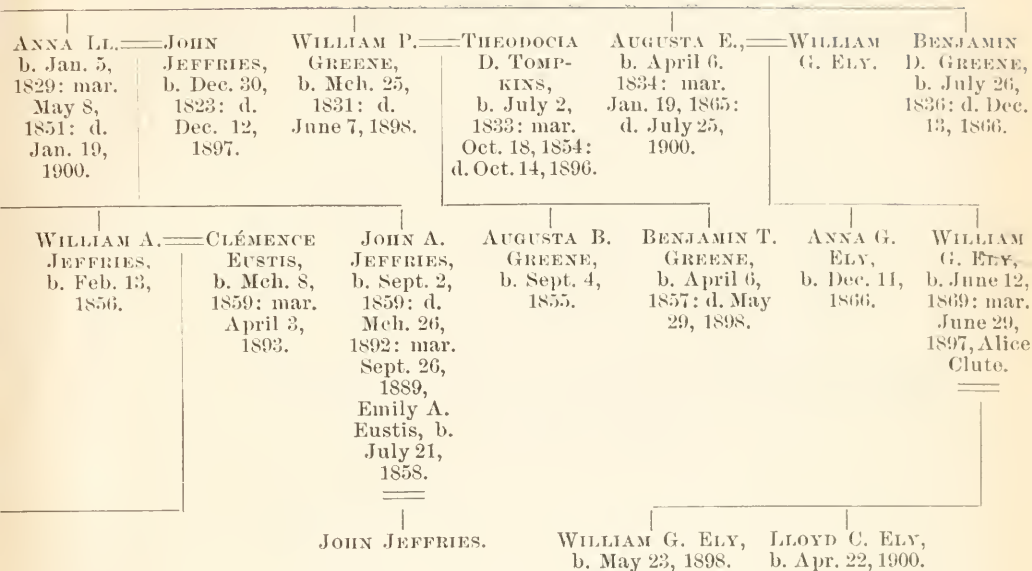 ANNA LL.
b. Jan. 5,
1829: mar.
May 8,
1851: d.
Jan. 19,
1900.
JOHN
JEFFRIES,
b. Dec. 30,
1823: d.
Dec. 12,
1897.
WILLIAM P.
GREENE,
b. Mch. 25,
1831: d.
June 7, 1898.
THEODOCIA
D. TOMP-
KINS,
b. July 2,
1833: mar.
Oct. 18, 1854:
d. Oct. 14, 1896.
AUGUSTA E.,
b. April 6.
1834: mar.
Jan. 19, 1865:
d. July 25,
1900.
WILLIAM
G. ELY.
BENJAMIN
D. GREENE,
b. July 26,
1836: d. Dec.
13, 1866.
WILLIAM A.
JEFFRIES,
b. Feb. 13,
1856.
CLÉMENCE
EUSTIS,
b. Mch. 8,
1859: mar.
April 3,
1893.
JOHN A.
JEFFRIES,
b. Sept. 2,
1859: d.
Mch. 26,
1892: mar.
Sept. 26,
1889,
Emily A.
Eustis, b.
July 21,
1858.
AUGUSTA B.
GREENE,
b. Sept. 4,
1855.
BENJAMIN T.
GREENE,
b. April 6,
1857: d. May
29, 1898.
ANNA G.
ELY,
b. Dec. 11,
1866.
WILLIAM
G. ELY,
b. June 12,
1869: mar.
June 29,
1897, Alice
Clute.
JOHN JEFFRIES.
WILLIAM G. ELY,
b. May 23, 1898.
LLOYD C. ELY,
b. Apr. 22, 1900.